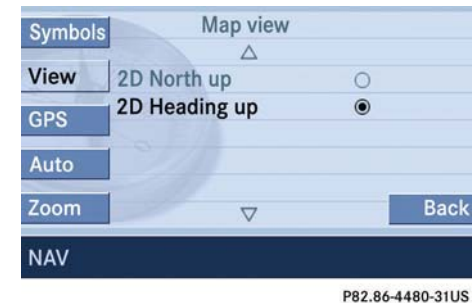 Map view
Symbols
View
GPS
Auto
Zoom
2D North up
2D Heading up
Back
NAV
P82.86-4480-31US